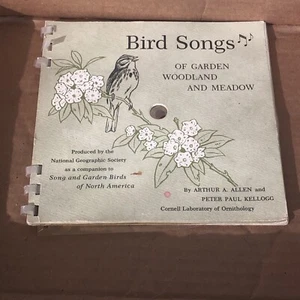 Bird Songs
OF GARDEN
WOODLAND
AND MEADOW
Produced by the
National Geographic Society
as a companion to
Song and Garden Birds
of North America
By ARTHUR A. ALLEN and
PETER PAUL KELLOGG
Cornell Laboratory of Ornithology